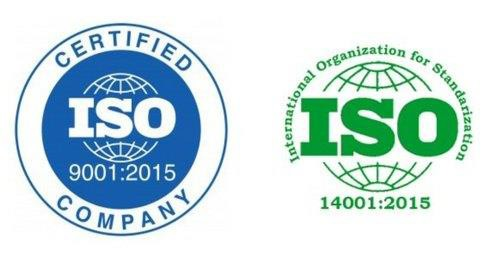 CERTIFIED
ISO
9001:2015
COMPANY
International Organization for Standarization
ISO
14001:2015